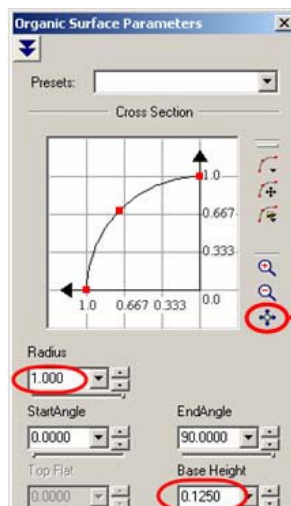 Organic Surface Parameters
Presets:
Cross Section
1.0
0.667
0.333
0.0
1.0 0.667 0.333
Radius
1.000
StartAngle EndAngle
0.0000 90.0000
Top Flat Base Height
0.0000 0.1250